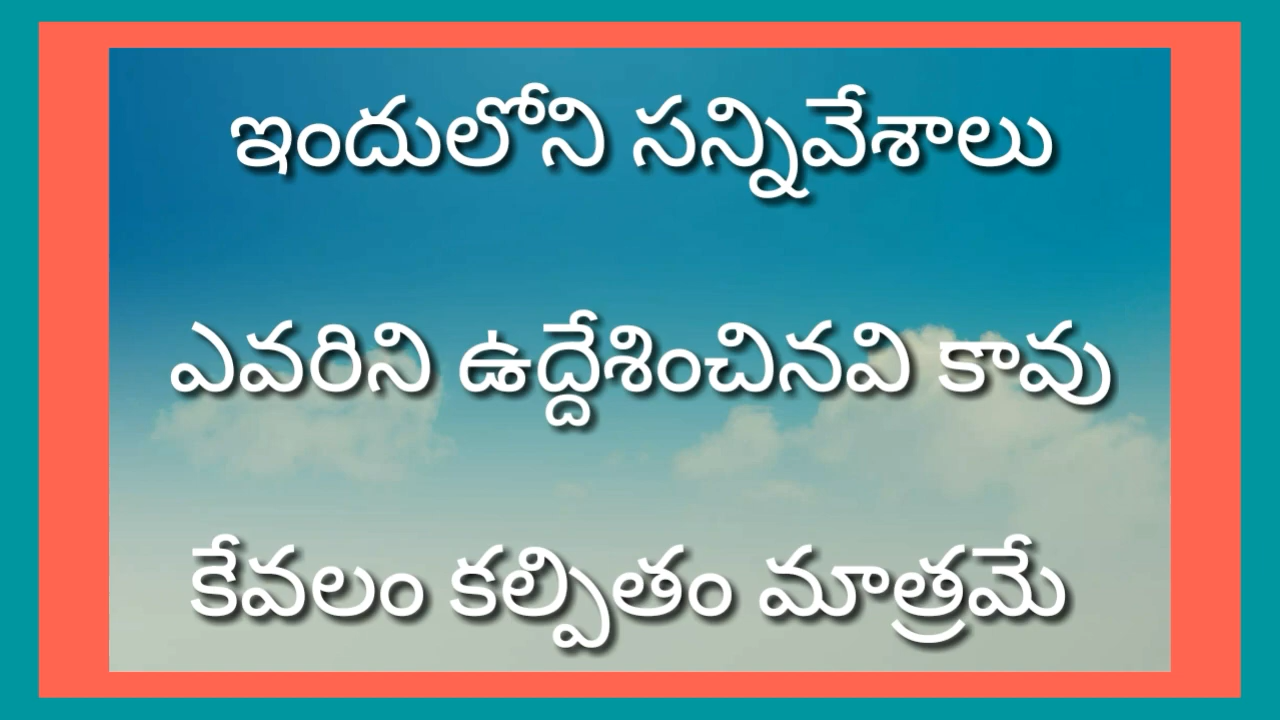 ఇందులోని సన్నివేశాలు
ఎవరిని ఉద్దేశించినవి కావు
కేవలం కల్పితం మాత్రమే